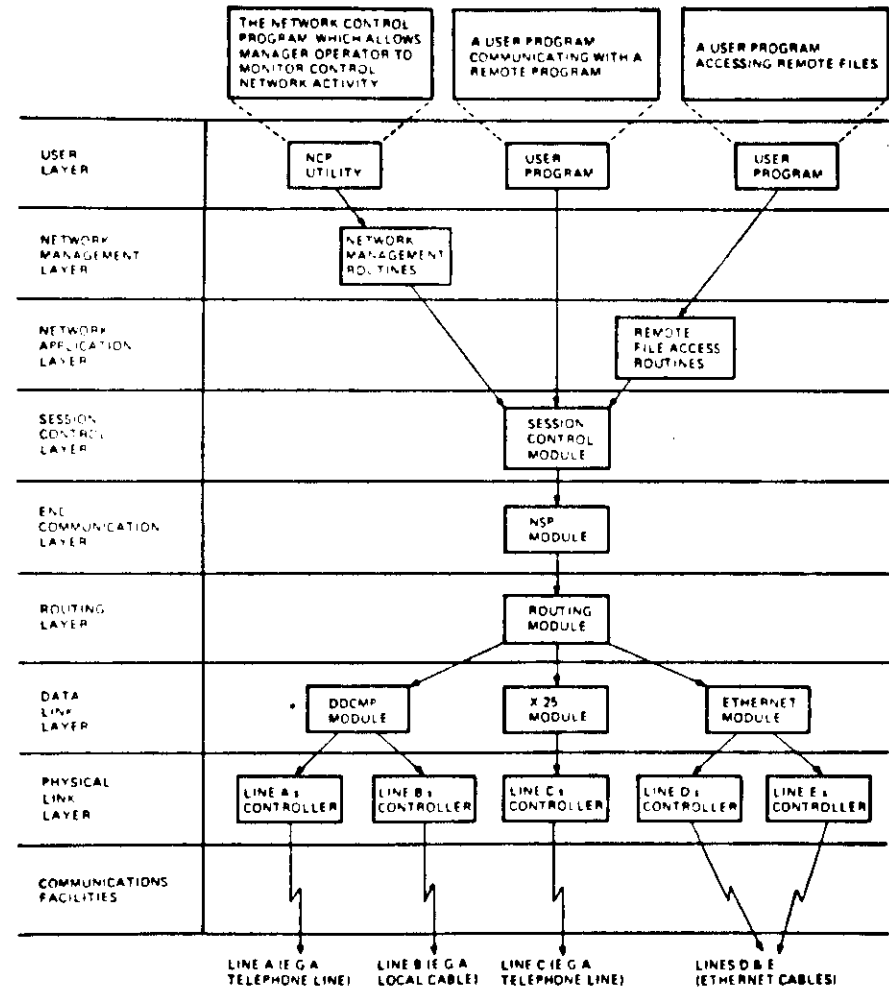 THE NETWORK CONTROL
PROGRAM WHICH ALLOWS
MANAGER OPERATOR TO
MONITOR CONTROL
NETWORK ACTIVITY
A USER PROGRAM
COMMUNICATING WITH A
REMOTE PROGRAM
A USER PROGRAM
ACCESSING REMOTE FILES
USER
LAYER
NCP
UTILITY
USER
PROGRAM
USER
PROGRAM
NETWORK
MANAGEMENT
LAYER
NETWORK
MANAGEMENT
ROUTINES
NETWORK
APPLICATION
LAYER
REMOTE
FILE ACCESS
ROUTINES
SESSION
CONTROL
LAYER
SESSION
CONTROL
MODULE
END
COMMUNICATION
LAYER
NSP
MODULE
ROUTING
LAYER
ROUTING
MODULE
DATA
LINK
LAYER
DDCMP
MODULE
X.25
MODULE
ETHERNET
MODULE
PHYSICAL
LINK
LAYER
LINE A s
CONTROLLER
LINE B s
CONTROLLER
LINE C s
CONTROLLER
LINE D s
CONTROLLER
LINE E s
CONTROLLER
COMMUNICATIONS
FACILITIES
LINE A (E G A
TELEPHONE LINE)
LINE B (E G A
LOCAL CABLE)
LINE C (E G A
TELEPHONE LINE)
LINES D & E
(ETHERNET CABLES)